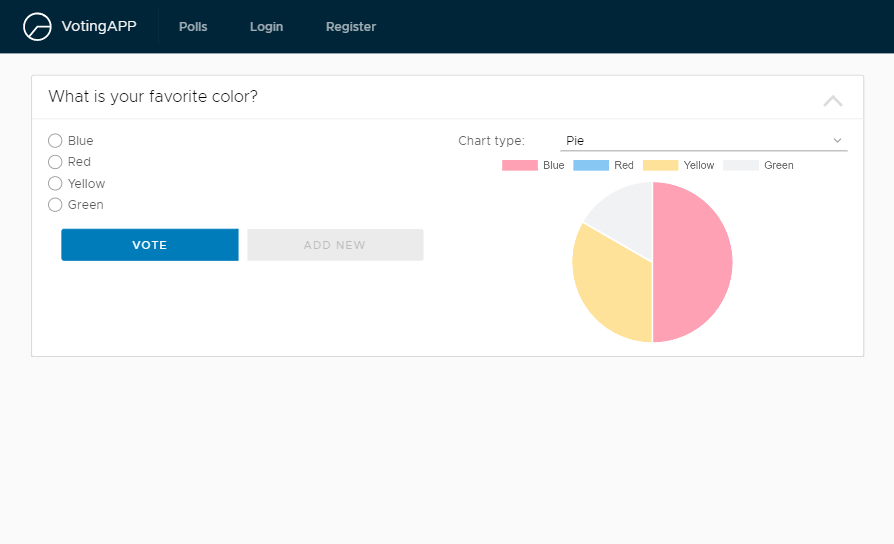 VotingAPP Polls Login Register
What is your favorite color?
Blue
Red
Yellow
Green
VOTE ADD NEW
Chart type: Pie
Blue Red Yellow Green